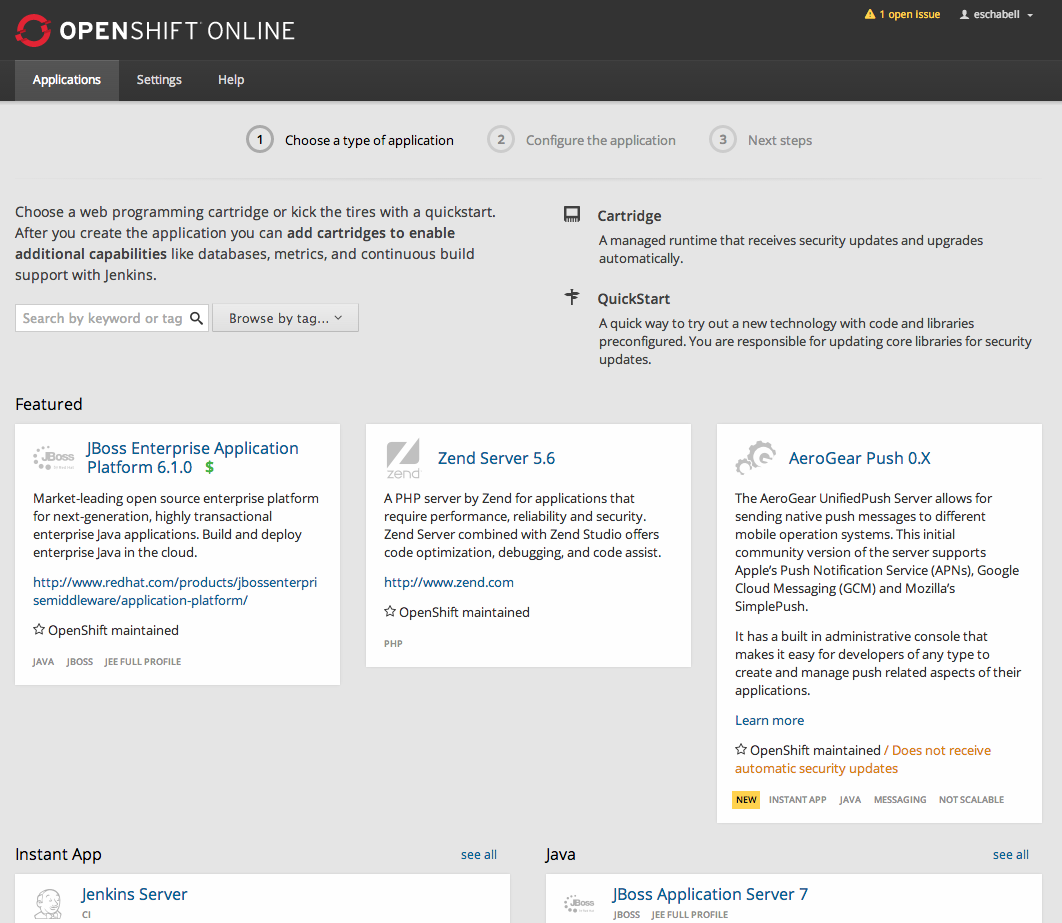 OPENSHIFT ONLINE
1 open issue
eschabell
Applications Settings Help
1 Choose a type of application 2 Configure the application 3 Next steps
Choose a web programming cartridge or kick the tires with a quickstart.
After you create the application you can add cartridges to enable
additional capabilities like databases, metrics, and continuous build
support with Jenkins.
Search by keyword or tag
Browse by tag...
Cartridge
A managed runtime that receives security updates and upgrades
automatically.
QuickStart
A quick way to try out a new technology with code and libraries
preconfigured. You are responsible for updating core libraries for security
updates.
Featured
JBoss
JBoss Enterprise Application
Platform 6.1.0 $
Market-leading open source enterprise platform
for next-generation, highly transactional
enterprise Java applications. Build and deploy
enterprise Java in the cloud.
http://www.redhat.com/products/jbossenterpri
semiddleware/application-platform/
OpenShift maintained
JAVA JBOSS JEE FULL PROFILE
zend
Zend Server 5.6
A PHP server by Zend for applications that
require performance, reliability and security.
Zend Server combined with Zend Studio offers
code optimization, debugging, and code assist.
http://www.zend.com
OpenShift maintained
PHP
AeroGear Push 0.X
The AeroGear UnifiedPush Server allows for
sending native push messages to different
mobile operation systems. This initial
community version of the server supports
Apple's Push Notification Service (APNs), Google
Cloud Messaging (GCM) and Mozilla's
SimplePush.
It has a built in administrative console that
makes it easy for developers of any type to
create and manage push related aspects of their
applications.
Learn more
OpenShift maintained / Does not receive
automatic security updates
NEW INSTANT APP JAVA MESSAGING NOT SCALABLE
Instant App see all
Jenkins Server
CI
Java see all
JBoss
JBoss Application Server 7
JBOSS JEE FULL PROFILE